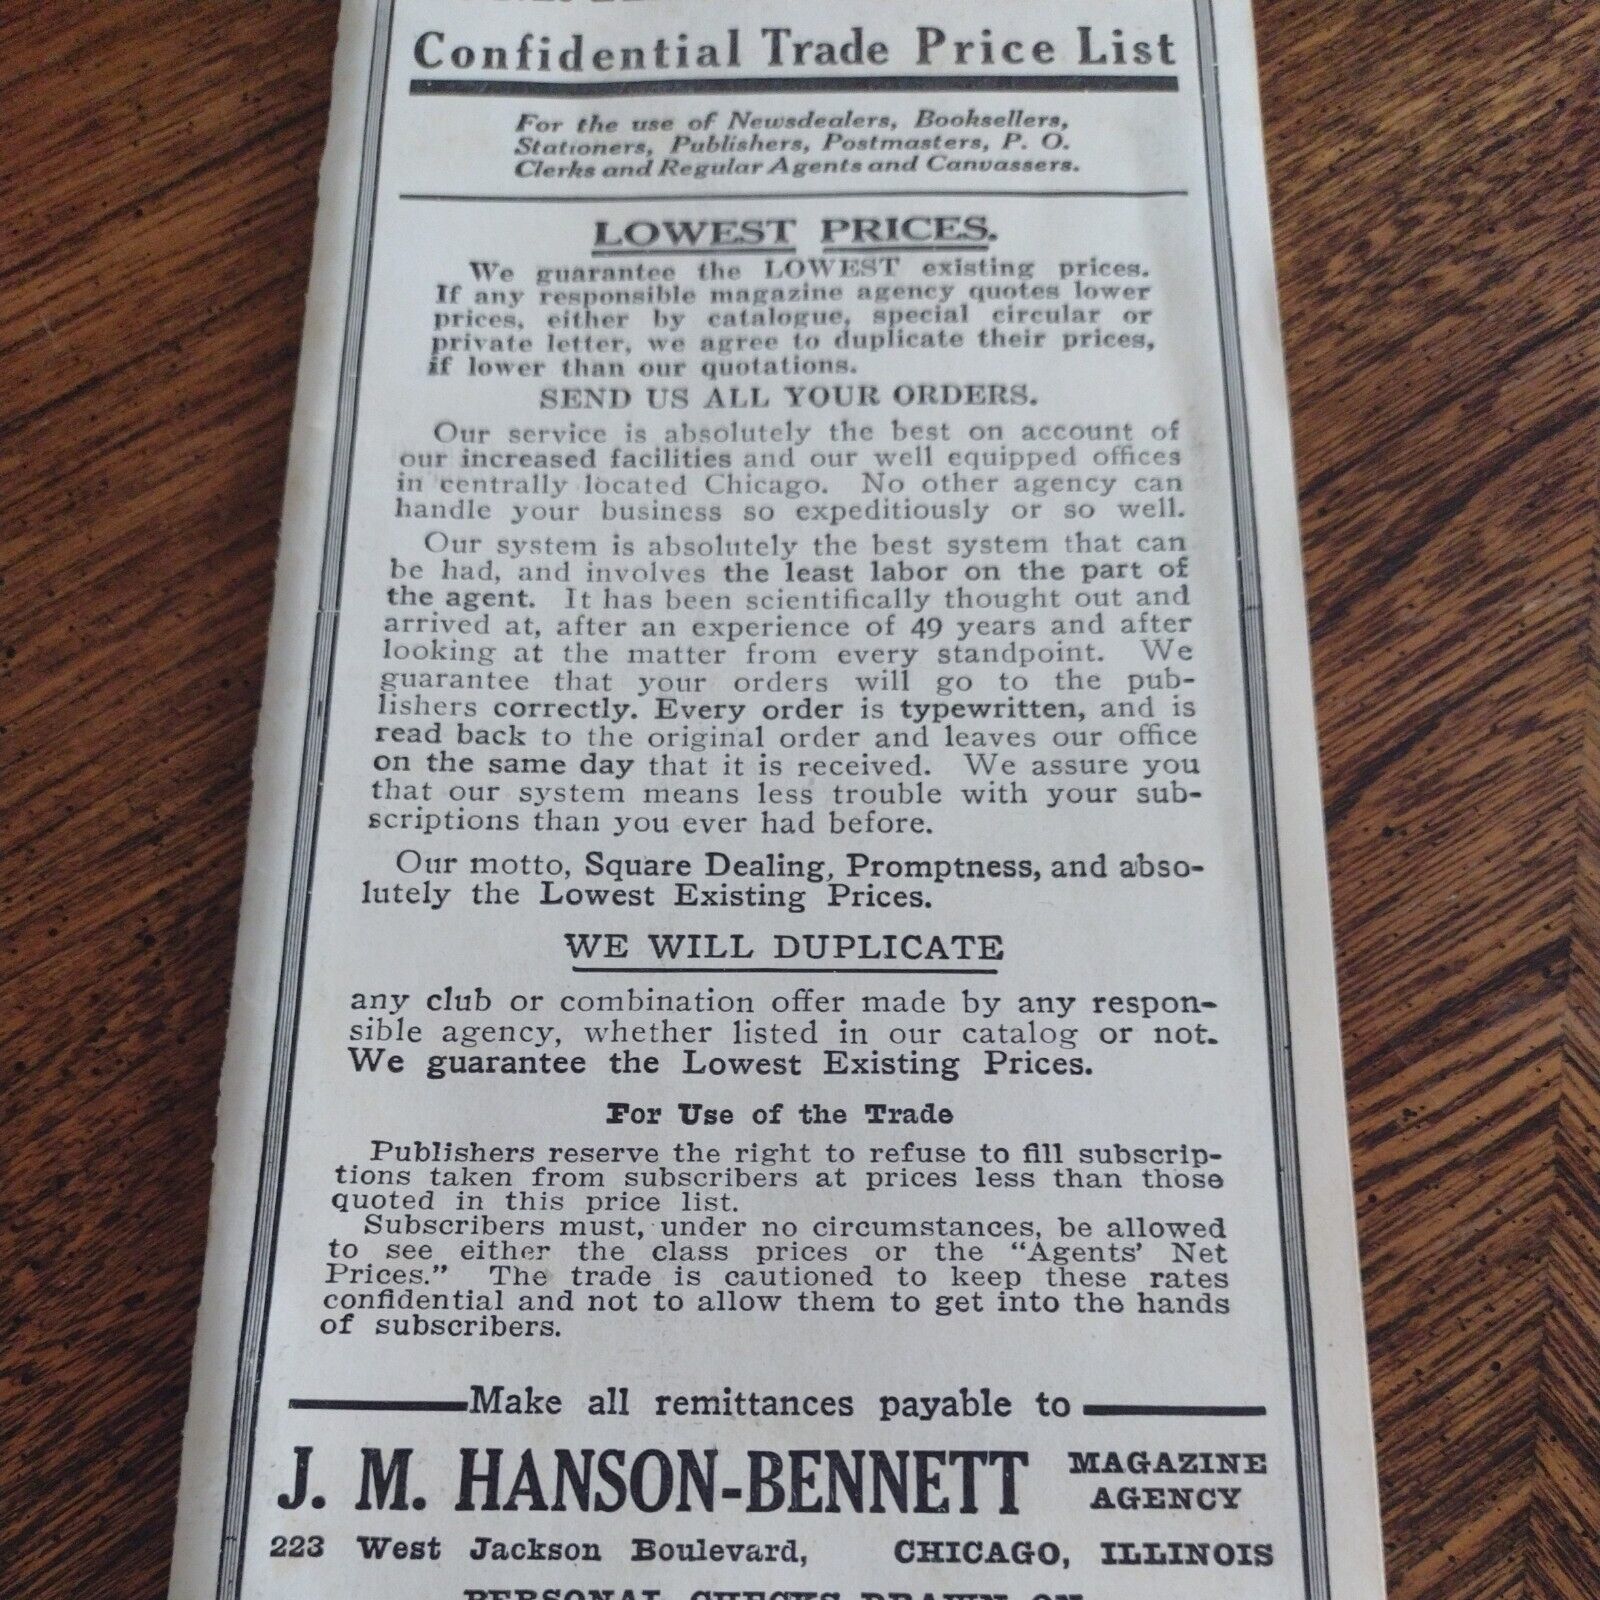 Confidential Trade Price List
For the use of Newsdealers, Booksellers,
Stationers, Publishers, Postmasters, P. O.
Clerks and Regular Agents and Canvassers.
LOWEST PRICES.
We guarantee the LOWEST existing prices.
If any responsible magazine agency quotes lower
prices, either by catalogue, special circular or
private letter, we agree to duplicate their prices,
if lower than our quotations.
SEND US ALL YOUR ORDERS.
Our service is absolutely the best on account of
our increased facilities and our well equipped offices
in centrally located Chicago. No other agency can
handle your business so expeditiously or so well.
Our system is absolutely the best system that can
be had, and involves the least labor on the part of
the agent. It has been scientifically thought out and
arrived at, after an experience of 49 years and after
looking at the matter from every standpoint. We
guarantee that your orders will go to the pub-
lishers correctly. Every order is typewritten, and is
read back to the original order and leaves our office
on the same day that it is received. We assure you
that our system means less trouble with your sub-
scriptions than you ever had before.
Our motto, Square Dealing, Promptness, and abso-
lutely the Lowest Existing Prices.
WE WILL DUPLICATE
any club or combination offer made by any respon-
sible agency, whether listed in our catalog or not.
We guarantee the Lowest Existing Prices.
For Use of the Trade
Publishers reserve the right to refuse to fill subscrip-
tions taken from subscribers at prices less than those
quoted in this price list.
Subscribers must, under no circumstances, be allowed
to see either the class prices or the "Agents' Net
Prices." The trade is cautioned to keep these rates
confidential and not to allow them to get into the hands
of subscribers.
Make all remittances payable to
J. M. HANSON-BENNETT MAGAZINE
AGENCY
223 West Jackson Boulevard, CHICAGO, ILLINOIS
PERSONAL CHECKS DRAWN ON